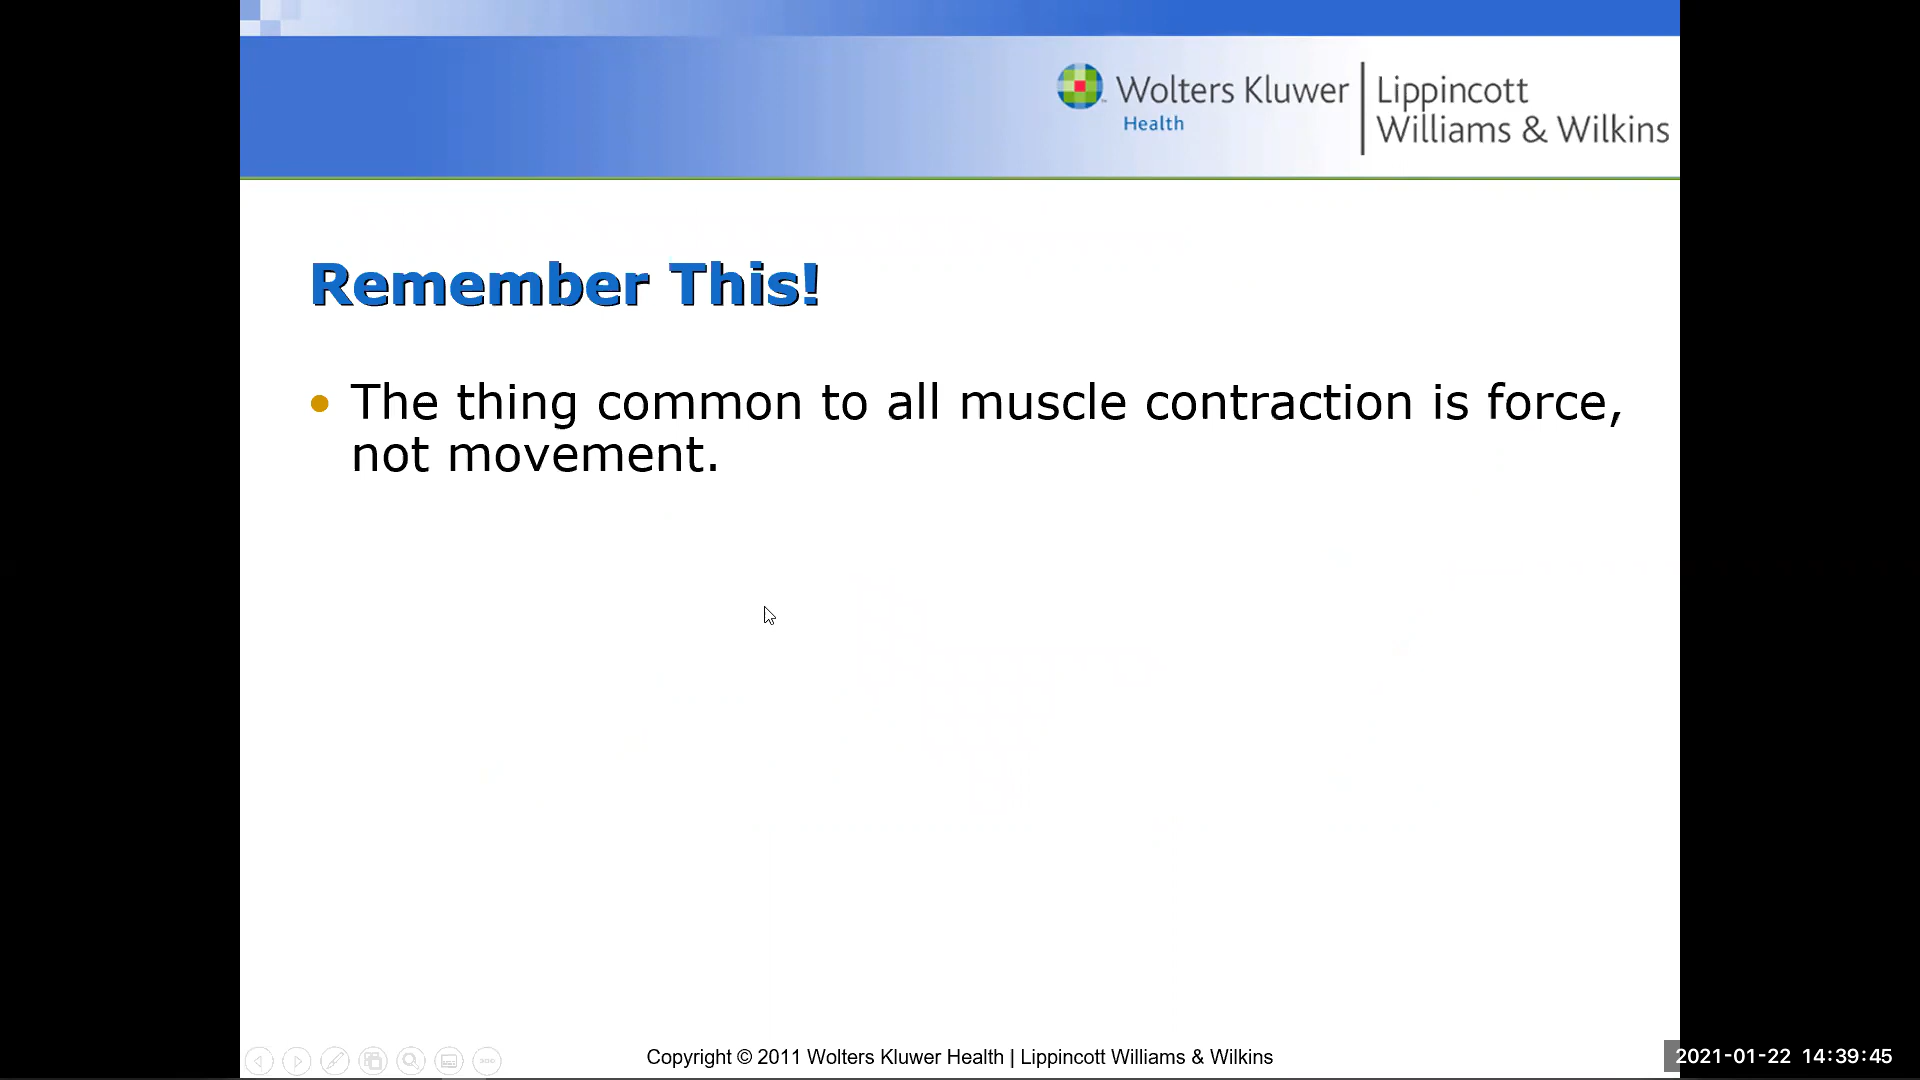 Wolters Kluwer
Health
Lippincott
Williams & Wilkins
Remember This!
• The thing common to all muscle contraction is force,
not movement.
Copyright © 2011 Wolters Kluwer Health | Lippincott Williams & Wilkins
2021-01-22 14:39:45